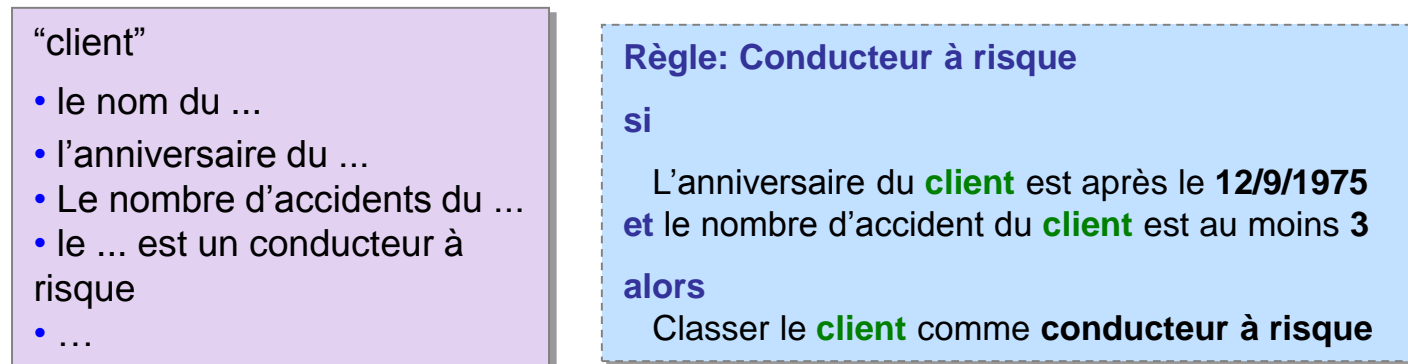 “client”
• le nom du ...
• l’anniversaire du ...
• Le nombre d’accidents du ...
• le ... est un conducteur à
risque
• …
Règle: Conducteur à risque
si
L’anniversaire du client est après le 12/9/1975
et le nombre d’accident du client est au moins 3
alors
Classer le client comme conducteur à risque